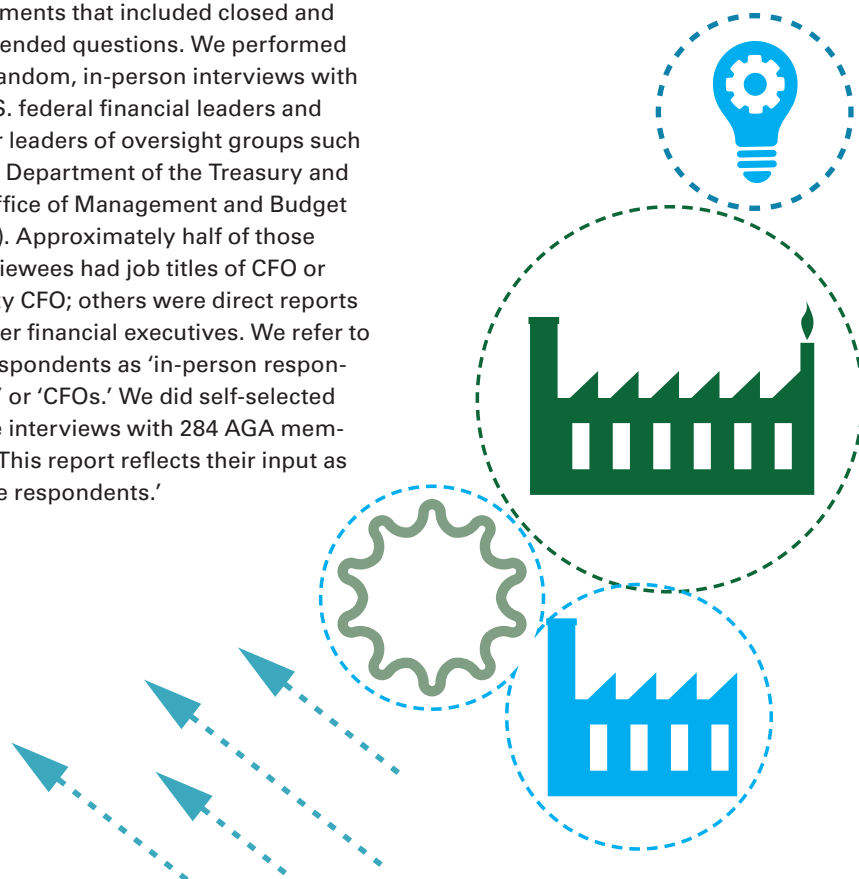 ments that included closed and
ended questions. We performed
andom, in-person interviews with
S. federal financial leaders and
r leaders of oversight groups such
Department of the Treasury and
ffice of Management and Budget
). Approximately half of those
viewees had job titles of CFO or
ty CFO; others were direct reports
er financial executives. We refer to
spondents as ‘in-person respon-
’ or ‘CFOs.’ We did self-selected
e interviews with 284 AGA mem-
This report reflects their input as
e respondents.’